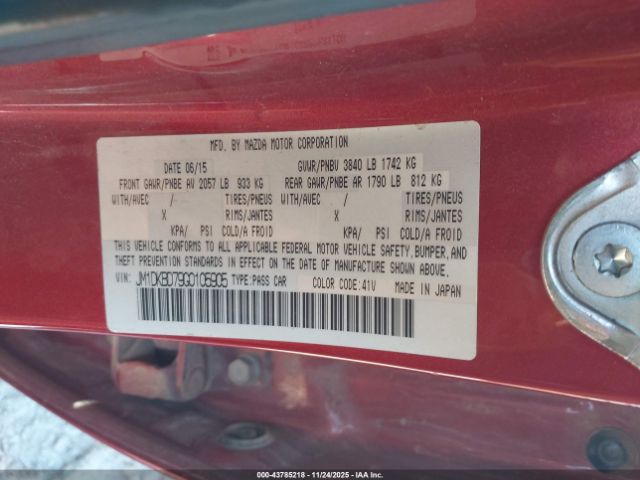 MFD. BY MAZDA MOTOR CORPORATION
DATE 06/15 GVWR/PNBV 3840 LB 1742 KG
FRONT GAWR/PNBE AV 2057 LB 933 KG REAR GAWR/PNBE AR 1790 LB 812 KG
WITH/AVEC / TIRES/PNEUS WITH/AVEC / TIRES/PNEUS
X RIMS/JANTES X RIMS/JANTES
KPA/ PSI COLD/A FROID KPA/ PSI COLD/A FROID
THIS VEHICLE CONFORMS TO ALL APPLICABLE FEDERAL MOTOR VEHICLE SAFETY, BUMPER, AND
THEFT PREVENTION STANDARDS IN EFFECT ON THE DATE OF MANUFACTURE SHOWN ABOVE.
VIN: JM1DKBD79G0105905 TYPE:PASS CAR COLOR CODE:41V MADE IN JAPAN
000-43785218 - 11/24/2025 - IAA